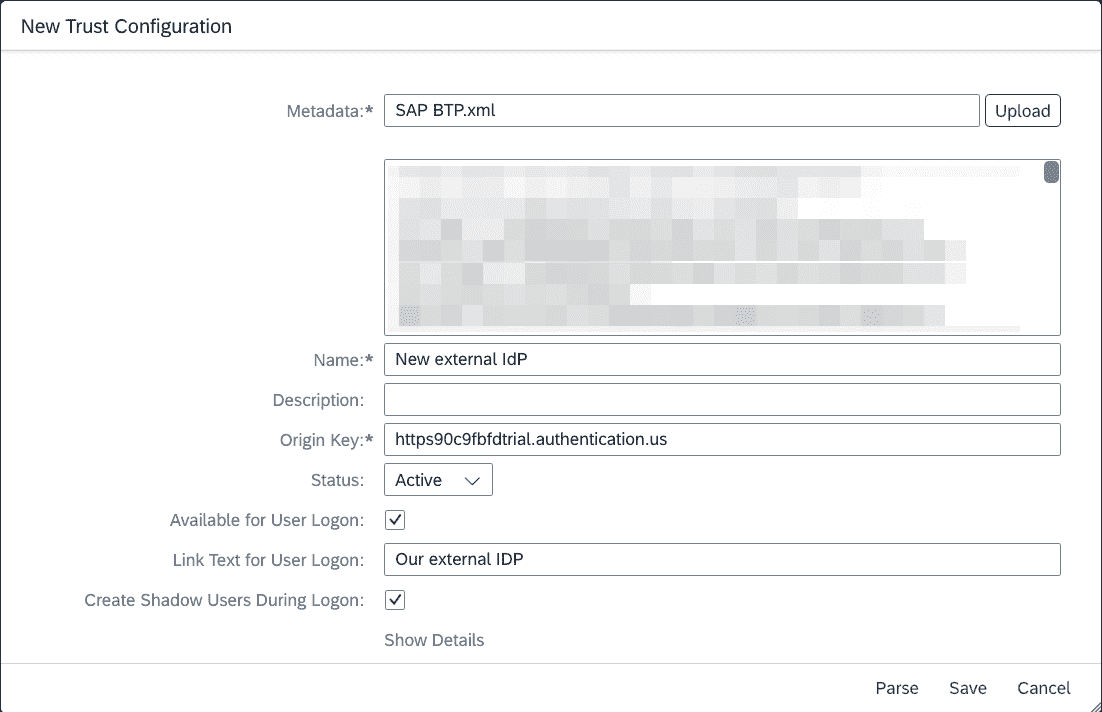 New Trust Configuration
Metadata:* SAP BTP.xml Upload
Name:* New external IdP
Description:
Origin Key:* https90c9fbfdtrial.authentication.us
Status: Active
Available for User Logon:
Link Text for User Logon: Our external IDP
Create Shadow Users During Logon:
Show Details
Parse Save Cancel